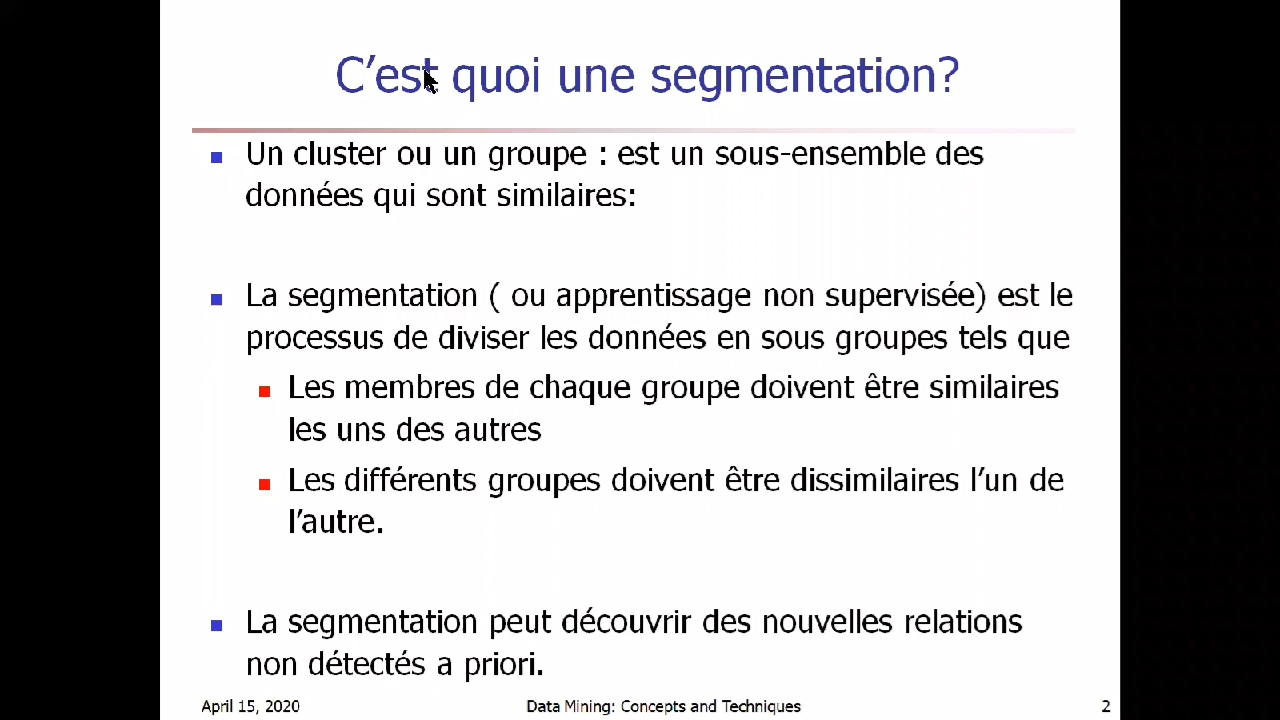 C’est quoi une segmentation?
Un cluster ou un groupe : est un sous-ensemble des
données qui sont similaires:
La segmentation ( ou apprentissage non supervisée) est le
processus de diviser les données en sous groupes tels que
Les membres de chaque groupe doivent être similaires
les uns des autres
Les différents groupes doivent être dissimilaires l’un de
l’autre.
La segmentation peut découvrir des nouvelles relations
non détectés a priori.
April 15, 2020
Data Mining: Concepts and Techniques
2